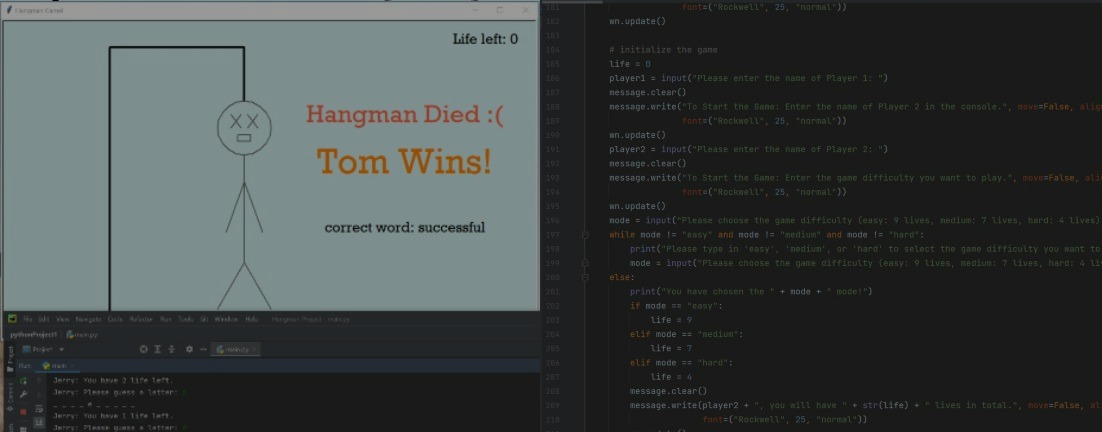 Hangman Game!
Life left: 0
Hangman Died :(
Tom Wins!
correct word: successful
File Edit View Navigate Code Refactor Run Tools Git Window Help Hangman Project - main.py
pythonProject1 main.py
Project
main.py
Run: main
Jerry: You have 2 life left.
Jerry: Please guess a latter:
Jerry: You have 1 life left.
Jerry: Please guess a latter:
181 font=("Rockwell", 25, "normal"))
182 wn.update()
183
184 # initialize the game
185 life = 0
186 player1 = input("Please enter the name of Player 1: ")
187 message.clear()
188 message.write("To Start the Game: Enter the name of Player 2 in the console.", move=False, alig
189 font=("Rockwell", 25, "normal"))
190 wn.update()
191 player2 = input("Please enter the name of Player 2: ")
192 message.clear()
193 message.write("To Start the Game: Enter the game difficulty you want to play.", move=False, alig
194 font=("Rockwell", 25, "normal"))
195 wn.update()
196 mode = input("Please choose the game difficulty (easy: 9 lives, medium: 7 lives, hard: 4 lives)
197 while mode != "easy" and mode != "medium" and mode != "hard":
198 print("Please type in 'easy', 'medium', or 'hard' to select the game difficulty you want to
199 mode = input("Please choose the game difficulty (easy: 9 lives, medium: 7 lives, hard: 4 li
200 else:
201 print("You have chosen the " + mode + " mode!")
202 if mode == "easy":
203 life = 9
204 elif mode == "medium":
205 life = 7
206 elif mode == "hard":
207 life = 4
208 message.clear()
209 message.write(player2 + ", you will have " + str(life) + " lives in total.", move=False, al
210 font=("Rockwell", 25, "normal"))